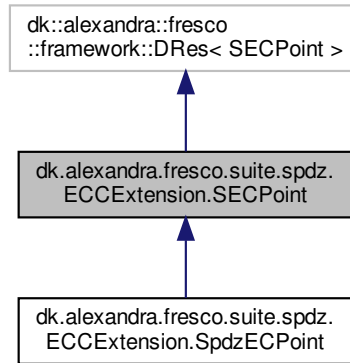 dk::alexandra::fresco
::framework::DRes< SECPoint >
dk.alexandra.fresco.suite.spdz.
ECCExtension.SECPoint
dk.alexandra.fresco.suite.spdz.
ECCExtension.SpdzECPoint